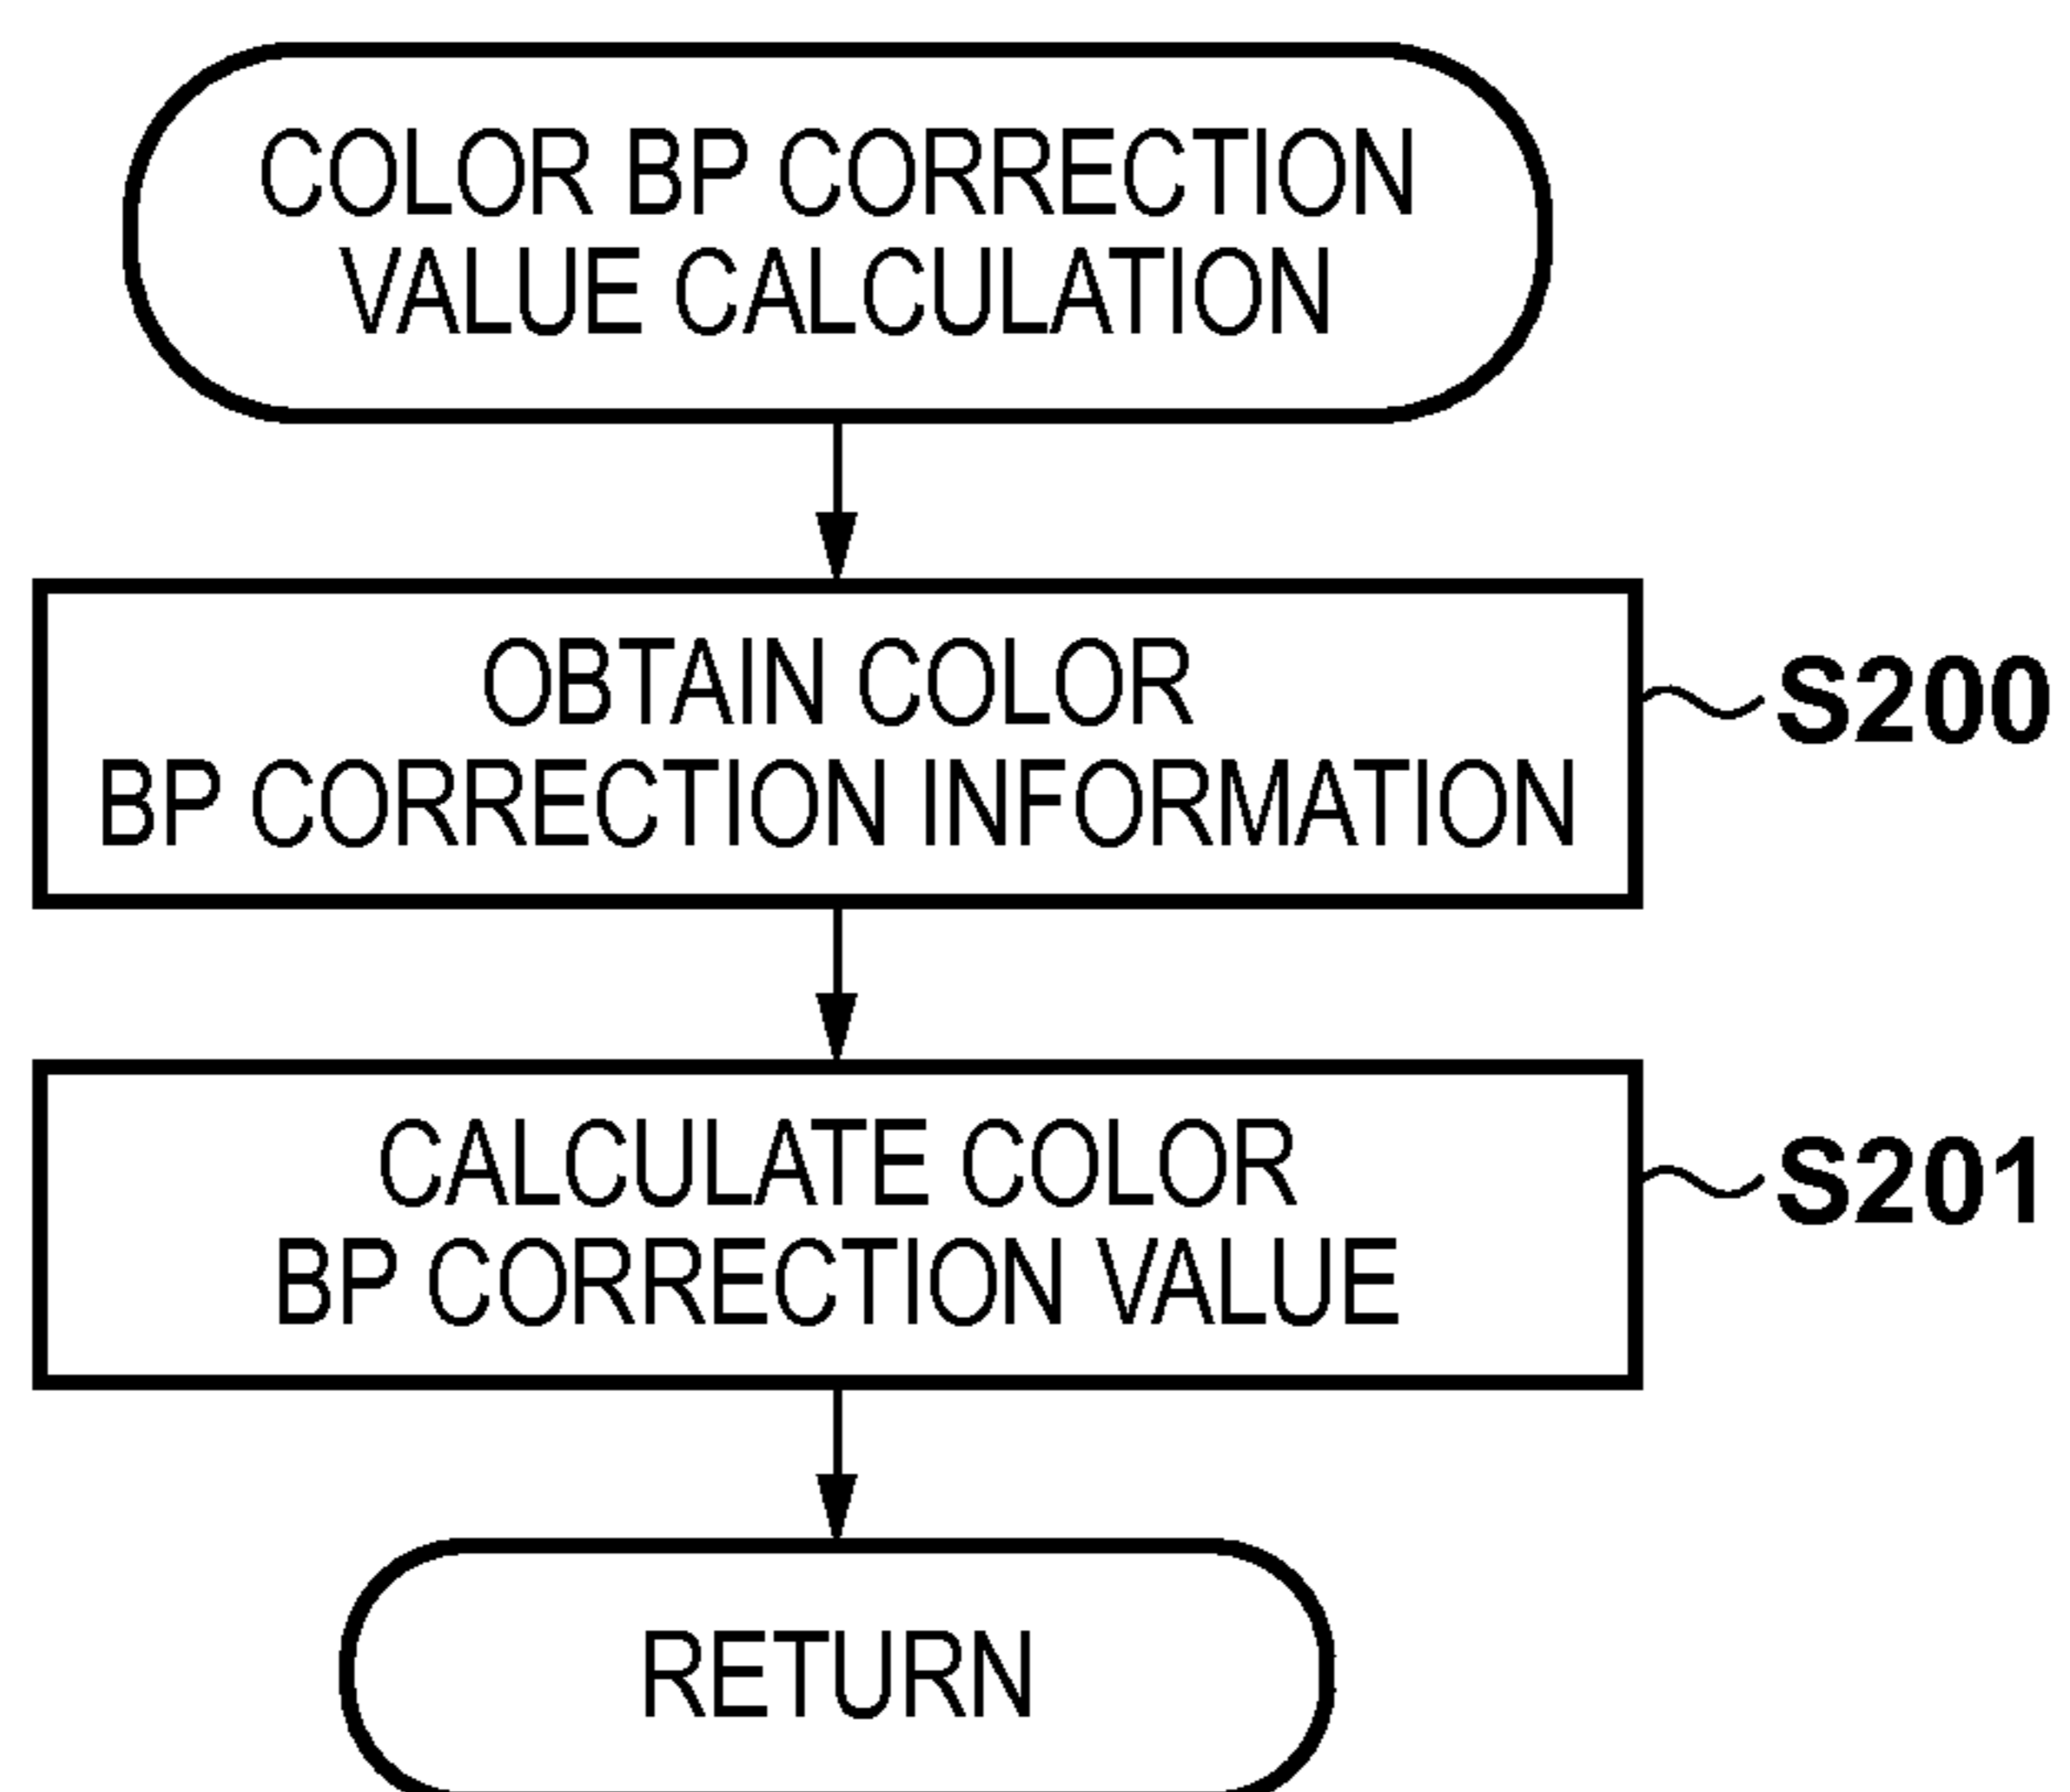 COLOR BP CORRECTION
VALUE CALCULATION
OBTAIN COLOR
BP CORRECTION INFORMATION
S200
CALCULATE COLOR
BP CORRECTION VALUE
S201
RETURN